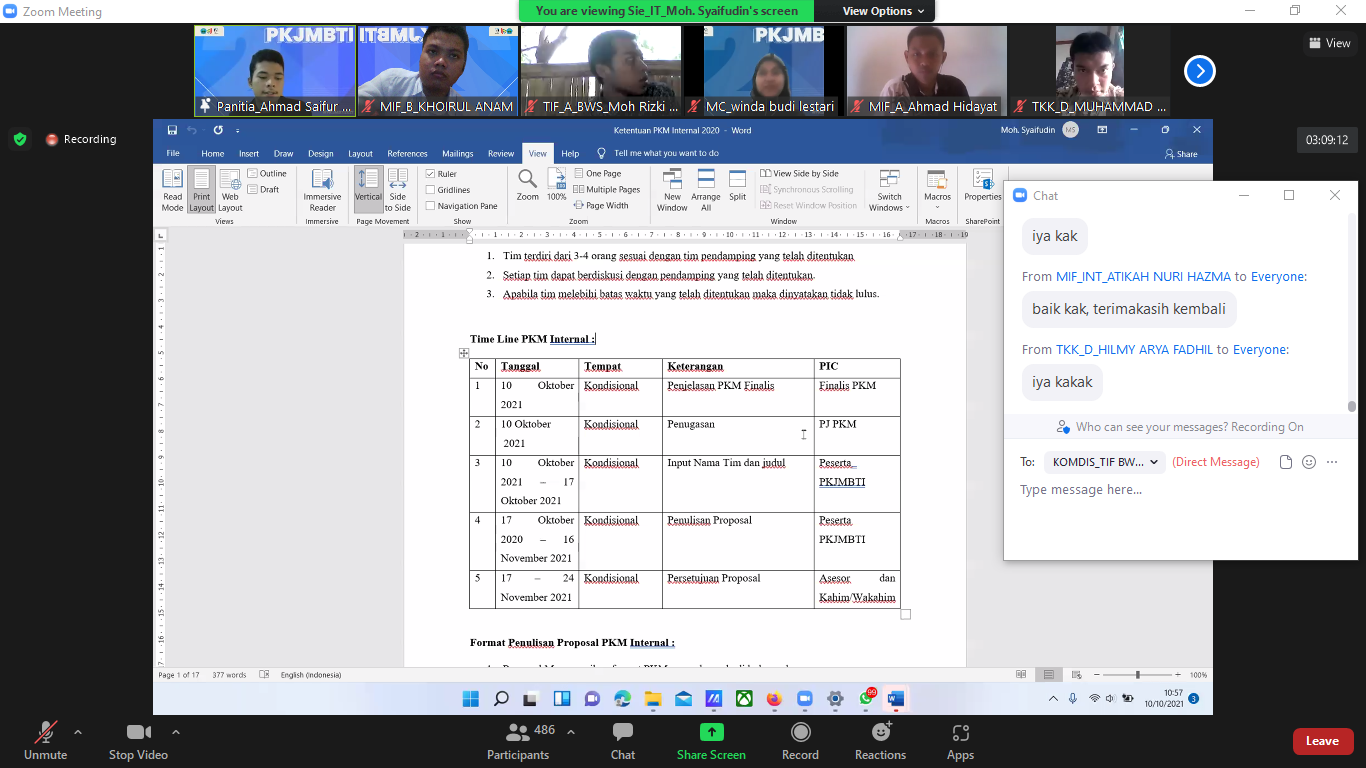 Zoom Meeting
You are viewing Sie_IT_Moh. Syaifudin's screen
View Options
PKJMBTI
ITBMLY
PKJMB
Panitia_Ahmad Saifur ...
MIF_B_KHOIRUL ANAM
TIF_A_BWS_Moh Rizki ...
MC_winda budi lestari
MIF_A_Ahmad Hidayat
TKK_D_MUHAMMAD ...
View
Recording
03:09:12
Ketentuan PKM Internal 2020 - Word
Moh. Syaifudin
MS
File Home Insert Draw Design Layout References Mailings Review View Help Tell me what you want to do
Share
Read Mode
Print Layout
Web Layout
Outline
Draft
Views
Immersive Reader
Immersive
Vertical
Side to Side
Page Movement
Ruler
Gridlines
Navigation Pane
Show
Zoom
100%
One Page
Multiple Pages
Page Width
Zoom
New Window
Arrange All
Split
View Side by Side
Synchronous Scrolling
Reset Window Position
Window
Switch Windows
Macros
Macros
Properties
SharePoint
1. Tim terdiri dari 3-4 orang sesuai dengan tim pendamping yang telah ditentukan
2. Setiap tim dapat berdiskusi dengan pendamping yang telah ditentukan.
3. Apabila tim melebihi batas waktu yang telah ditentukan maka dinyatakan tidak lulus.
Time Line PKM Internal :
No Tanggal Tempat Keterangan PIC
1 10 Oktober 2021 Kondisional Penjelasan PKM Finalis Finalis PKM
2 10 Oktober 2021 Kondisional Penugasan PJ PKM
3 10 Oktober 2021 – 17 Oktober 2021 Kondisional Input Nama Tim dan judul Peserta PKJMBTI
4 17 Oktober 2020 – 16 November 2021 Kondisional Penulisan Proposal Peserta PKJMBTI
5 17 – 24 November 2021 Kondisional Persetujuan Proposal Asesor dan Kahim/Wakahim
Format Penulisan Proposal PKM Internal :
Page 1 of 17
377 words
English (Indonesia)
100%
99
10:57
10/10/2021
3
Chat
iya kak
From MIF_INT_ATIKAH NURI HAZMA to Everyone:
baik kak, terimakasih kembali
From TKK_D_HILMY ARYA FADHIL to Everyone:
iya kakak
Who can see your messages? Recording On
To: KOMDIS_TIF BW... (Direct Message)
Type message here...
Unmute
Stop Video
Participants
486
Chat
Share Screen
Record
Reactions
Apps
Leave